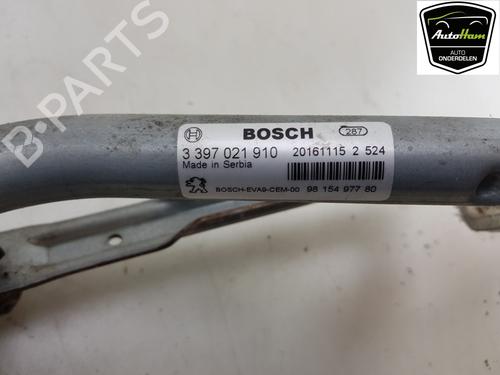 AutoHam
AUTO
ONDERDELEN
B-PARTS
BOSCH 287
3 397 021 910 20161115 2 524
Made in Serbia
BOSCH-EVA9-CEM-00 98 154 977 80